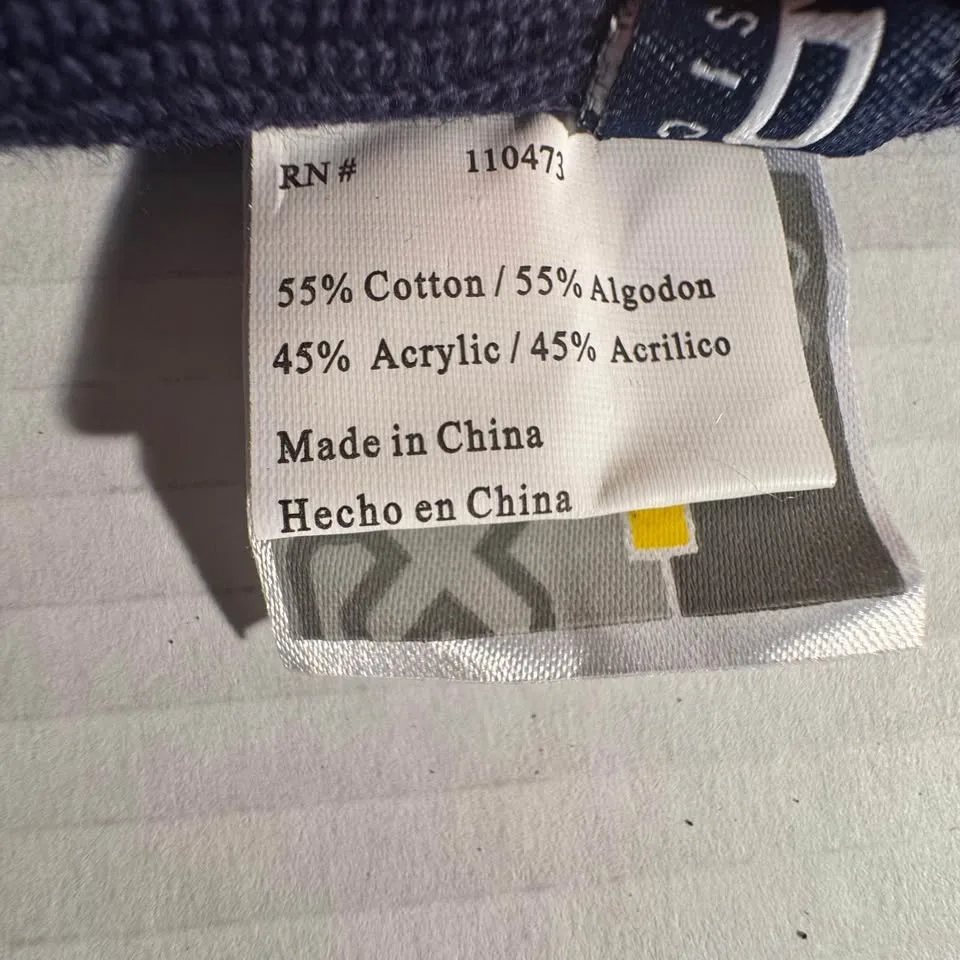 S I C
RN # 110473
55% Cotton / 55% Algodon
45% Acrylic / 45% Acrilico
Made in China
Hecho en China